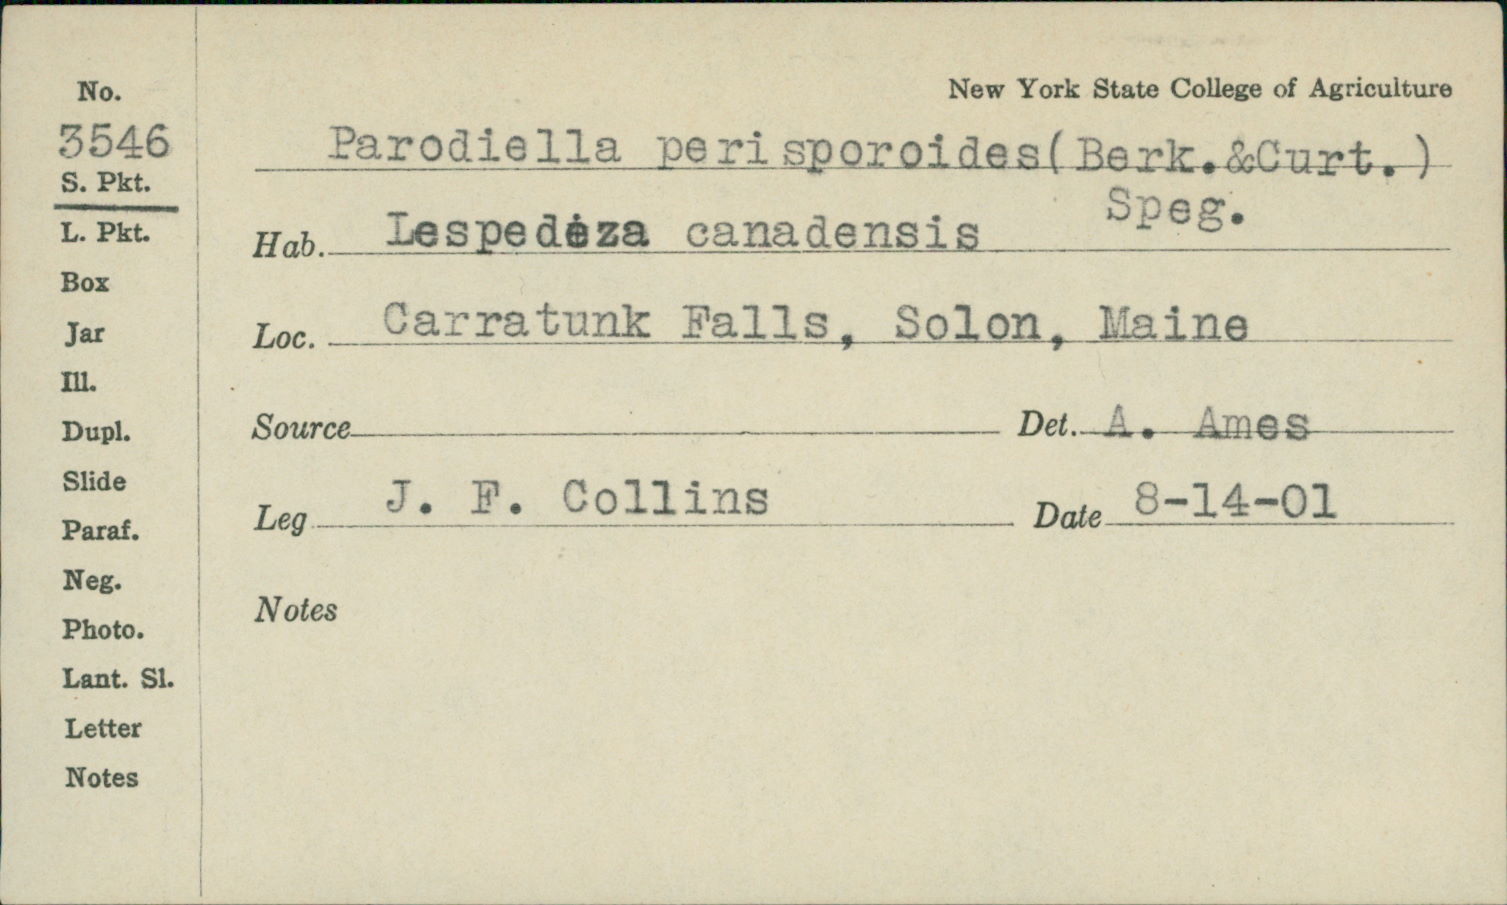 No.
New York State College of Agriculture
3546
Parodiella perisporoides(Berk.&Curt.)
Speg.
S. Pkt.
Hab. Lespedeza canadensis
L. Pkt.
Box
Loc. Carratunk Falls, Solon, Maine
Jar
Ill.
Source Det. A. Ames
Dupl.
Slide
Leg J. F. Collins Date 8-14-01
Paraf.
Neg.
Notes
Photo.
Lant. Sl.
Letter
Notes